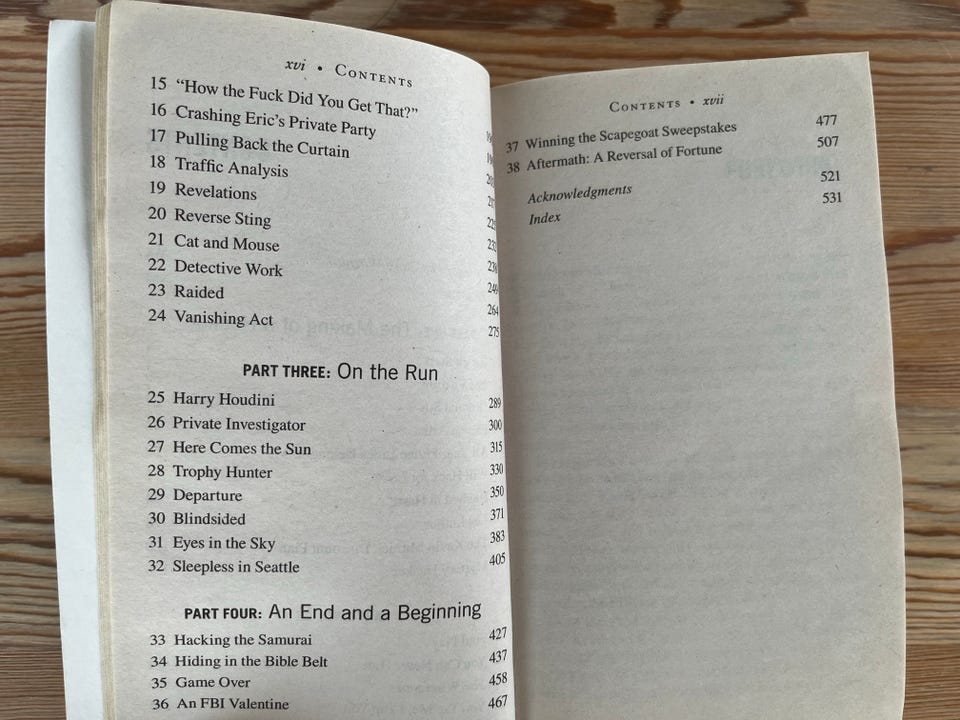 xvi • CONTENTS
15 “How the Fuck Did You Get That?”
16 Crashing Eric’s Private Party
17 Pulling Back the Curtain
18 Traffic Analysis
19 Revelations
20 Reverse Sting
21 Cat and Mouse
22 Detective Work
23 Raided 264
24 Vanishing Act 275
PART THREE: On the Run
25 Harry Houdini 289
26 Private Investigator 300
27 Here Comes the Sun 315
28 Trophy Hunter 330
29 Departure 350
30 Blindsided 371
31 Eyes in the Sky 383
32 Sleepless in Seattle 405
PART FOUR: An End and a Beginning
33 Hacking the Samurai 427
34 Hiding in the Bible Belt 437
35 Game Over 458
36 An FBI Valentine 467
CONTENTS • xvii
37 Winning the Scapegoat Sweepstakes 477
38 Aftermath: A Reversal of Fortune 507
Acknowledgments 521
Index 531